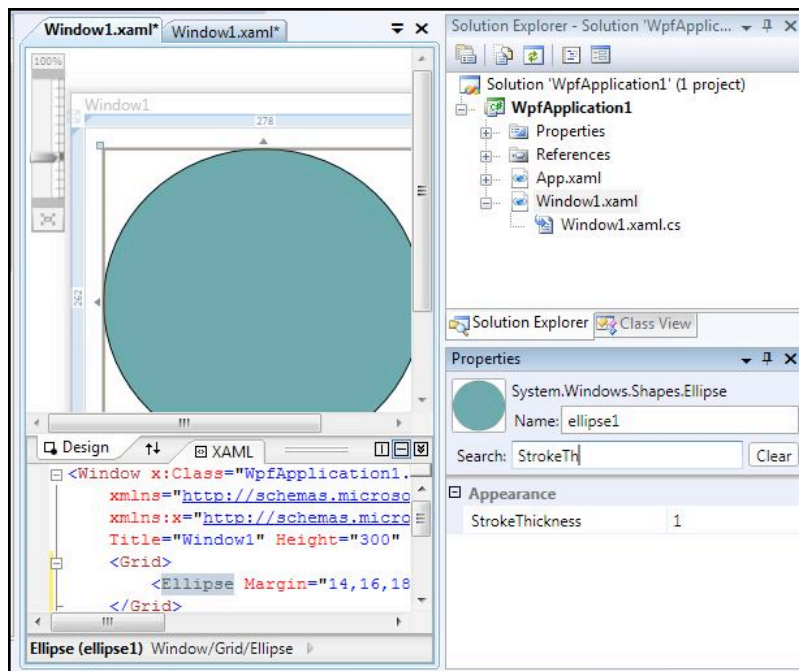 Window1.xaml* Window1.xaml*
100%
Window1
278
262
Design XAML
<Window x:Class="WpfApplication1.
xmlns="http://schemas.microso
xmlns:x="http://schemas.micro
Title="Window1" Height="300"
<Grid>
<Ellipse Margin="14,16,18
</Grid>
Ellipse (ellipse1) Window/Grid/Ellipse
Solution Explorer - Solution 'WpfApplic...
Solution 'WpfApplication1' (1 project)
WpfApplication1
Properties
References
App.xaml
Window1.xaml
Window1.xaml.cs
Solution Explorer Class View
Properties
System.Windows.Shapes.Ellipse
Name: ellipse1
Search: StrokeTh Clear
Appearance
StrokeThickness 1